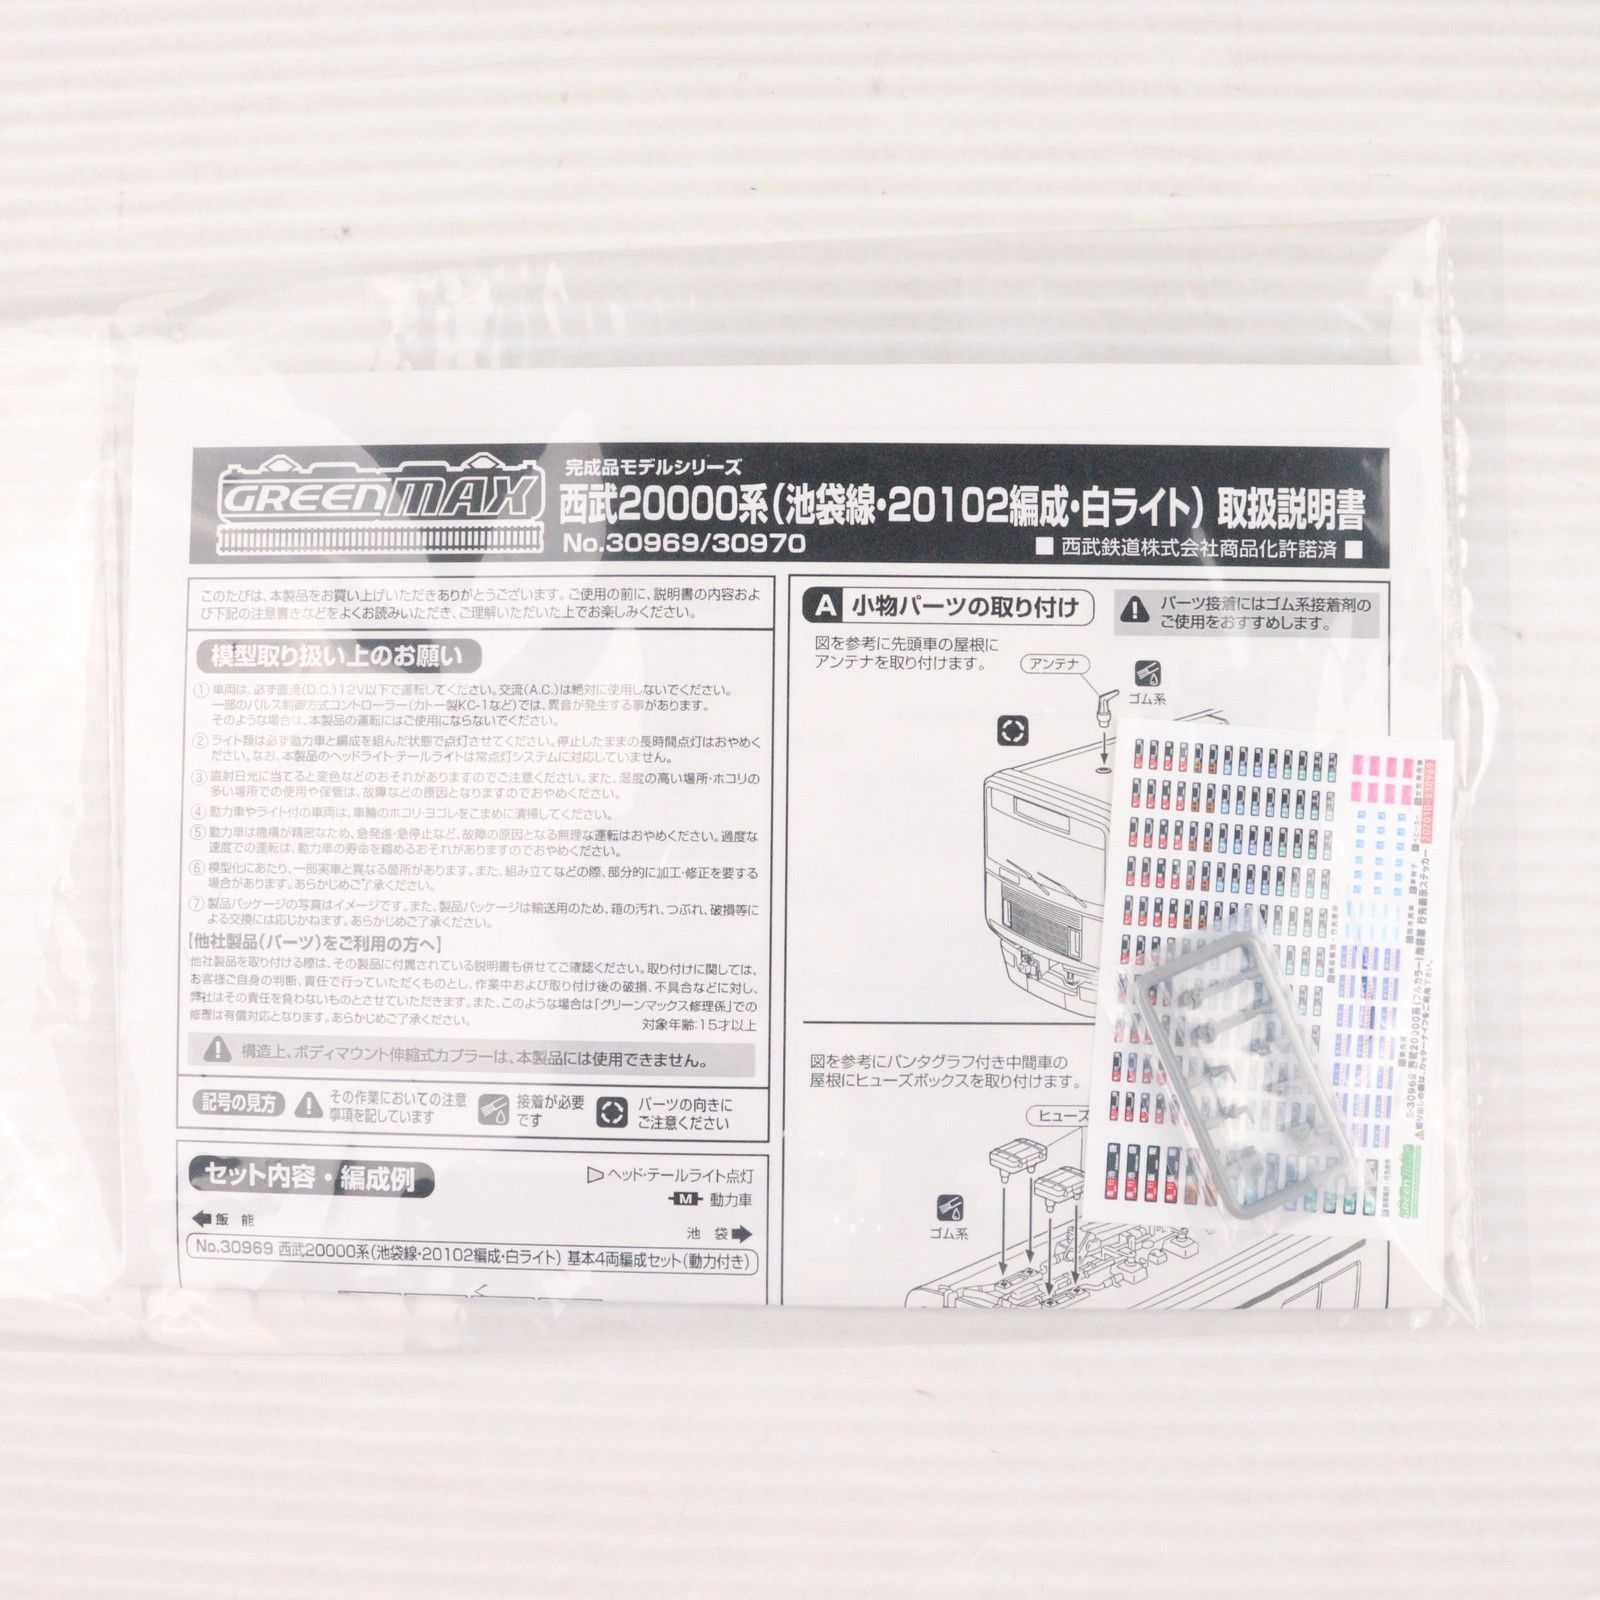 GREENMAX
完成品モデルシリーズ
西武20000系(池袋線・20102編成・白ライト) 取扱説明書
No.30969/30970
■ 西武鉄道株式会社商品化許諾済 ■
このたびは、本製品をお買い上げいただきありがとうございます。ご使用の前に、説明書の内容およ
び下記の注意書きなどをよくお読みいただき、ご理解いただいた上でお楽しみください。
模型取り扱い上のお願い
① 車両は、必ず直流(D.C.)12V以下で運転してください。交流(A.C.)は絶対に使用しないでください。
一部のパルス制御方式コントローラー(カトー製KC-1など)では、異音が発生する事があります。
そのような場合は、本製品の運転にはご使用にならないでください。
② ライト類は必ず動力車と編成を組んだ状態で点灯させてください。停止したままの長時間点灯はおやめく
ださい。なお、本製品のヘッドライト・テールライトは常点灯システムに対応していません。
③ 直射日光に当てると変色などのおそれがありますのでご注意ください。また、湿度の高い場所・ホコリの
多い場所での使用や保管は、故障などの原因となりますのでおやめください。
④ 動力車やライト付の車両は、車輪のホコリ・ヨゴレをこまめに清掃してください。
⑤ 動力車は機構が精密なため、急発進・急停止など、故障の原因となる無理な運転はおやめください。過度な
速度での運転は、動力車の寿命を縮めるおそれがありますのでおやめください。
⑥ 模型化にあたり、一部実車と異なる箇所があります。また、組み立てなどの際、部分的に加工・修正を要する
場合があります。あらかじめご了承ください。
⑦ 製品パッケージの写真はイメージです。また、製品パッケージは輸送用のため、箱の汚れ、つぶれ、破損等に
よる交換には応じかねます。あらかじめご了承ください。
【他社製品(パーツ)をご利用の方へ】
他社製品を取り付ける際は、その製品に付属されている説明書も併せてご確認ください。取り付けに関しては、
お客様ご自身の判断、責任で行っていただくものとし、作業中および取り付け後の破損、不具合などに対し、
弊社はその責任を負わないものとさせていただきます。また、このような場合は「グリーンマックス修理係」での
修理は有償対応となります。あらかじめご了承ください。
対象年齢:15才以上
構造上、ボディマウント伸縮式カプラーは、本製品には使用できません。
記号の見方
その作業においての注意
事項を記しています
接着が必要
です
パーツの向きに
ご注意ください
セット内容・編成例
ヘッド・テールライト点灯
M 動力車
飯 能
池 袋
No.30969 西武20000系(池袋線・20102編成・白ライト) 基本4両編成セット(動力付き)
A 小物パーツの取り付け
パーツ接着にはゴム系接着剤の
ご使用をおすすめします。
図を参考に先頭車の屋根に
アンテナを取り付けます。
アンテナ
ゴム系
図を参考にパンタグラフ付き中間車の
屋根にヒューズボックスを取り付けます。
ヒューズ
ゴム系
S-30969 西武20000系(フルカラー)池袋線 行先表示ステッカー
GREENMAX